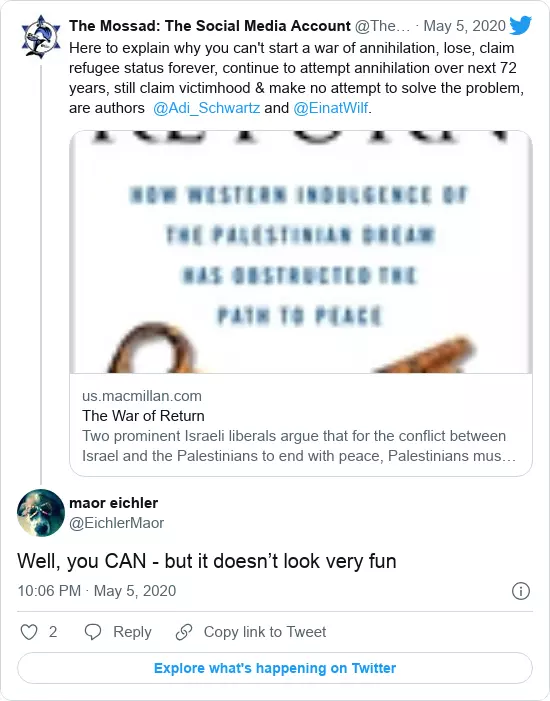 The Mossad: The Social Media Account @The… · May 5, 2020
Here to explain why you can't start a war of annihilation, lose, claim
refugee status forever, continue to attempt annihilation over next 72
years, still claim victimhood & make no attempt to solve the problem,
are authors @Adi_Schwartz and @EinatWilf.
RETURN
HOW WESTERN INDULGENCE OF
THE PALESTINIAN DREAM
HAS OBSTRUCTED THE
PATH TO PEACE
us.macmillan.com
The War of Return
Two prominent Israeli liberals argue that for the conflict between
Israel and the Palestinians to end with peace, Palestinians mus…
maor eichler
@EichlerMaor
Well, you CAN - but it doesn’t look very fun
10:06 PM · May 5, 2020
2 Reply Copy link to Tweet
Explore what's happening on Twitter